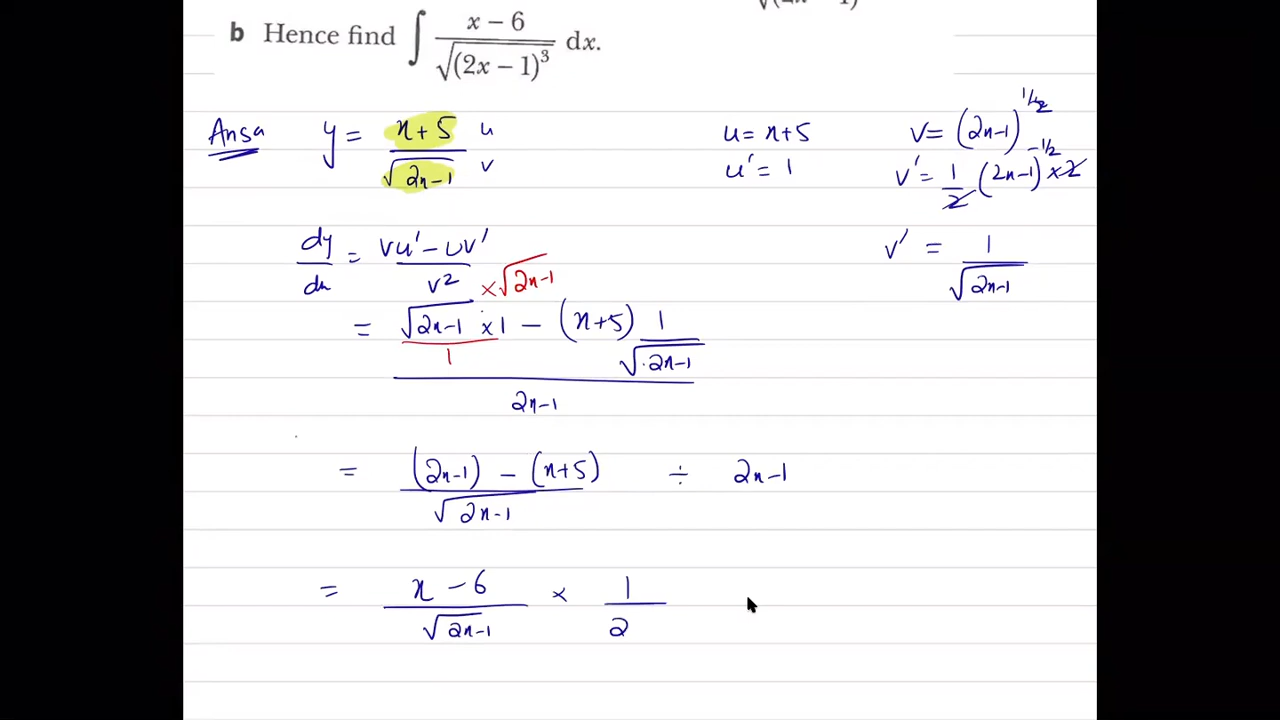 b Hence find ∫ (x − 6)/√((2x − 1)³) dx.
Ansa y = (x+5)/√(2x-1) u v
u = x+5 v = (2x-1)^(1/2)
u' = 1 v' = 1/2 (2x-1)^(-1/2) × 2
dy/dx = (vu' - uv')/v² v' = 1/√(2x-1)
× √(2x-1)
= (√(2x-1)/1 × 1 - (x+5) 1/√(2x-1))/(2x-1)
= ((2x-1) - (x+5))/√(2x-1) ÷ 2x-1
= (x - 6)/√(2x-1) × 1/2